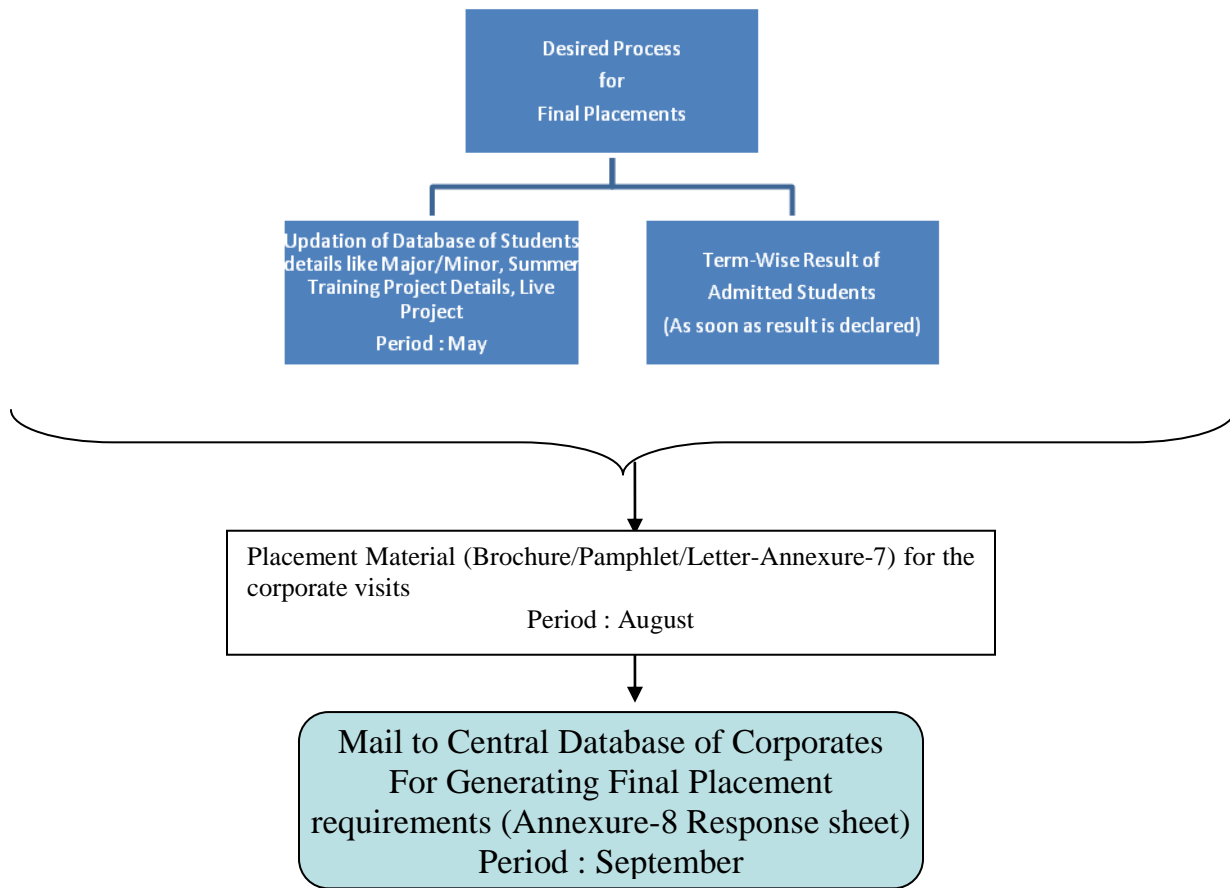 Desired Process
for
Final Placements
Updation of Database of Students
details like Major/Minor, Summer
Training Project Details, Live
Project
Period : May
Term-Wise Result of
Admitted Students
(As soon as result is declared)
Placement Material (Brochure/Pamphlet/Letter-Annexure-7) for the
corporate visits
Period : August
Mail to Central Database of Corporates
For Generating Final Placement
requirements (Annexure-8 Response sheet)
Period : September